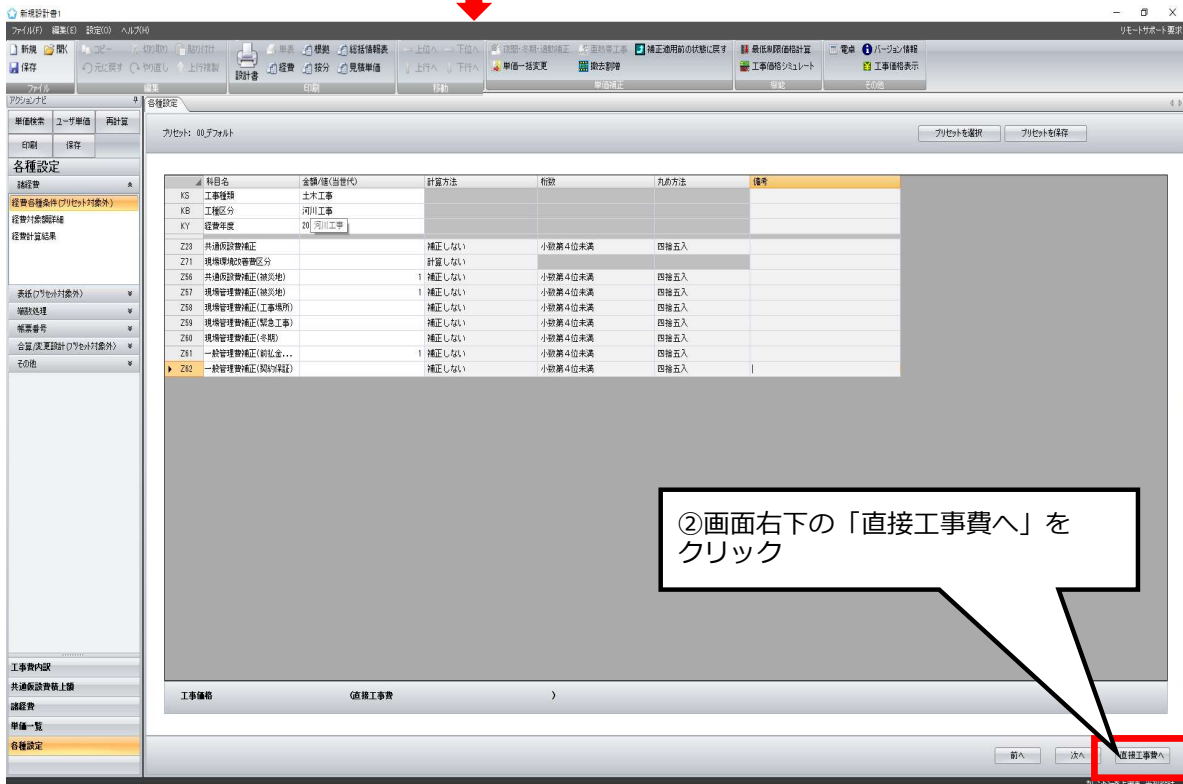 新規設計書1
ファイル(F) 編集(E) 設定(O) ヘルプ(H)
リモートサポート要求
新規 開く コピー 切り取り 貼り付け 単表 根拠 総括情報表 上位へ 下位へ 補正適用前の状態に戻す 最低制限価格計算 電卓 バージョン情報
保存 元に戻す やり直し 上行複製 設計書 経費 按分 見積単価 上行へ 下行へ 単価一括変更 撤去割増 工事価格シミュレート 工事価格表示
ファイル 編集 印刷 移動 単価補正 機能 その他
アクションナビ
各種設定
単価検索 ユーザ単価 再計算
印刷 保存
プリセット: 00_デフォルト
プリセットを選択 プリセットを保存
各種設定
諸経費
経費各種条件(プリセット対象外)
経費対象額詳細
経費計算結果
表紙(プリセット対象外)
端数処理
帳票番号
合算/変更設計(プリセット対象外)
その他
科目名 金額/値(当世代) 計算方法 桁数 丸め方法 備考
KS 工事種類 土木工事
KB 工種区分 河川工事
KY 経費年度 20 河川工事
Z23 共通仮設費補正 補正しない 小数第4位未満 四捨五入
Z71 現場環境改善費区分 計算しない
Z56 共通仮設費補正(被災地) 1 補正しない 小数第4位未満 四捨五入
Z57 現場管理費補正(被災地) 1 補正しない 小数第4位未満 四捨五入
Z58 現場管理費補正(工事場所) 補正しない 小数第4位未満 四捨五入
Z59 現場管理費補正(緊急工事) 補正しない 小数第4位未満 四捨五入
Z60 現場管理費補正(冬期) 補正しない 小数第4位未満 四捨五入
Z61 一般管理費補正(前払金... 1 補正しない 小数第4位未満 四捨五入
Z62 一般管理費補正(契約保証) 補正しない 小数第4位未満 四捨五入
②画面右下の「直接工事費へ」を
クリック
工事費内訳
共通仮設費積上額
諸経費
単価一覧
各種設定
工事価格 (直接工事費 )
前へ 次へ 直接工事費へ